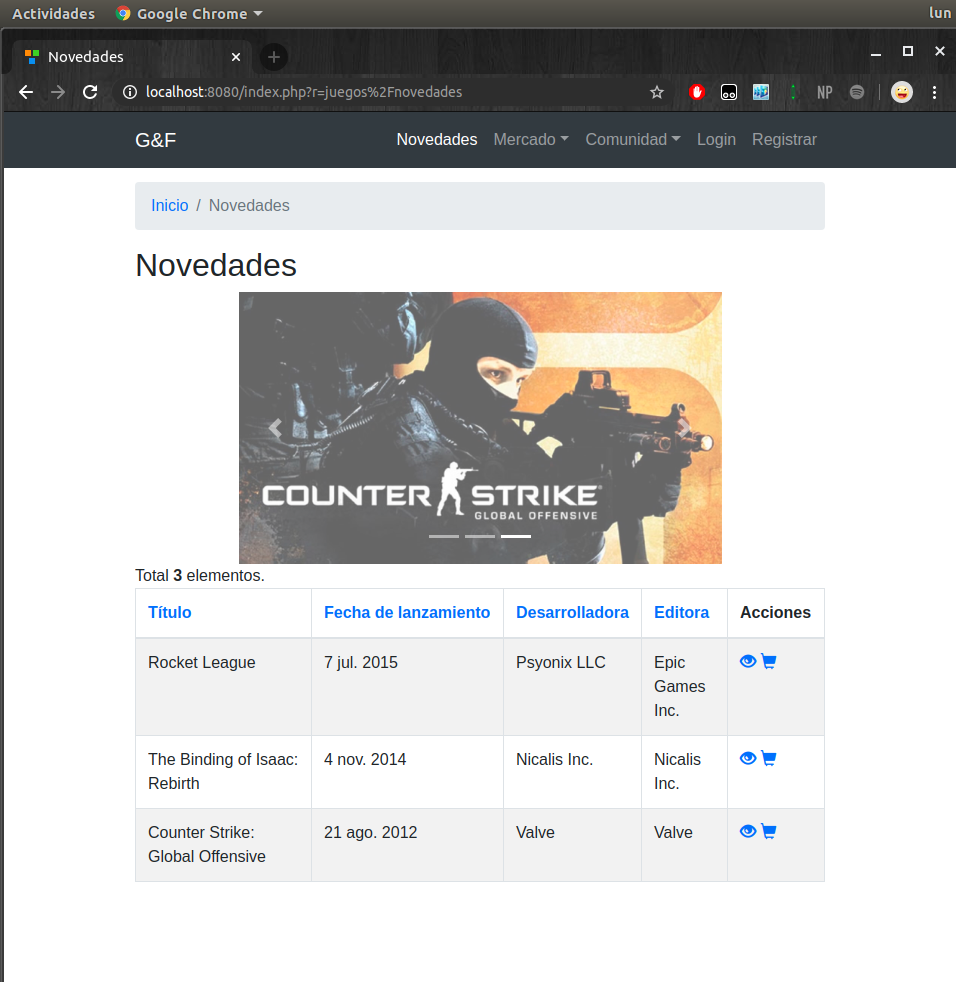 Actividades Google Chrome lun
Novedades
localhost:8080/index.php?r=juegos%2Fnovedades NP
G&F Novedades Mercado Comunidad Login Registrar
Inicio / Novedades
Novedades
COUNTER STRIKE
GLOBAL OFFENSIVE
Total 3 elementos.
Título Fecha de lanzamiento Desarrolladora Editora Acciones
Rocket League 7 jul. 2015 Psyonix LLC Epic
Games
Inc.
The Binding of Isaac: 4 nov. 2014 Nicalis Inc. Nicalis
Rebirth Inc.
Counter Strike: 21 ago. 2012 Valve Valve
Global Offensive